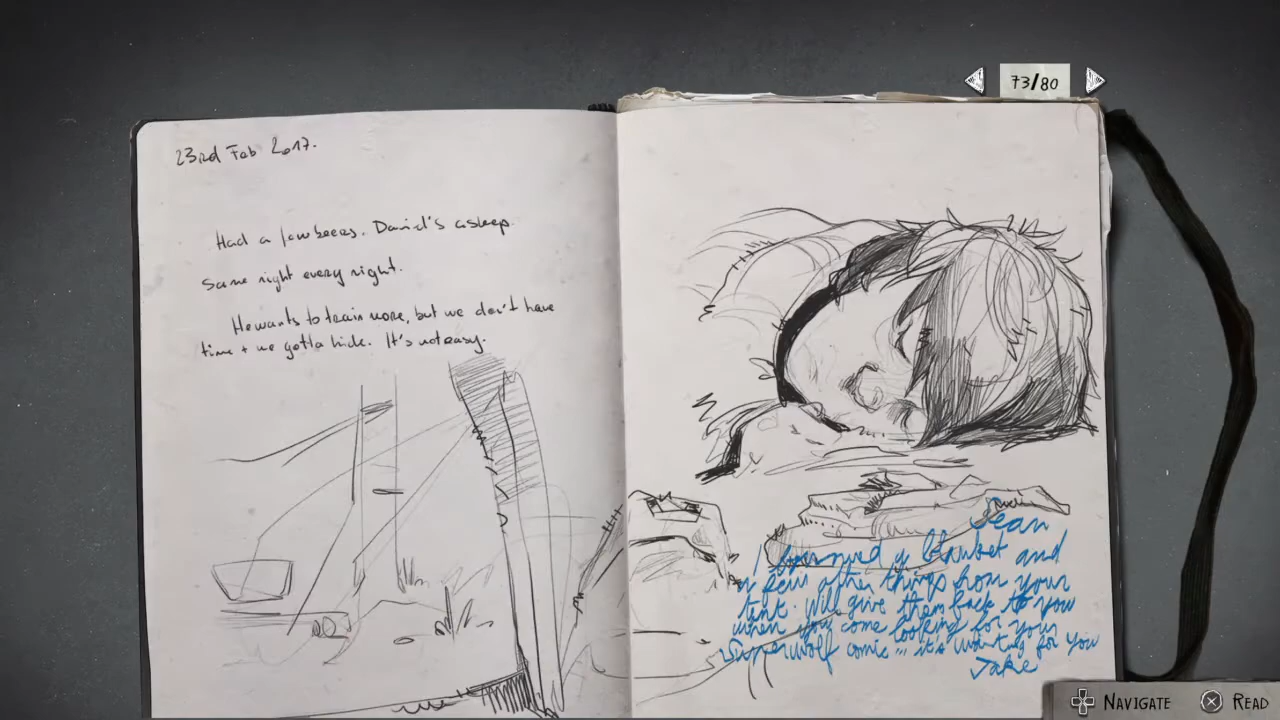 23rd Feb 2017.
Had a few beers. Daniel's asleep.
Same night every night.
He wants to train more, but we don't have
time + we gotta hide. It's not easy.
73/80
Sean
I borrowed a blanket and
a few other things from your
tent. Will give them back to you
when you come looking for your
Superwolf comic... it's waiting for you
Jake
NAVIGATE
READ